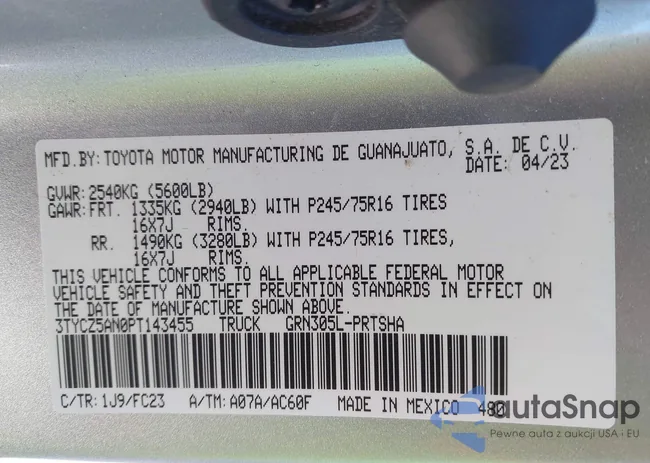 MFD.BY: TOYOTA MOTOR MANUFACTURING DE GUANAJUATO, S.A. DE C.V.
DATE: 04/23
GVWR: 2540KG (5600LB)
GAWR: FRT. 1335KG (2940LB) WITH P245/75R16 TIRES
16X7J RIMS.
RR. 1490KG (3280LB) WITH P245/75R16 TIRES,
16X7J RIMS.
THIS VEHICLE CONFORMS TO ALL APPLICABLE FEDERAL MOTOR
VEHICLE SAFETY AND THEFT PREVENTION STANDARDS IN EFFECT ON
THE DATE OF MANUFACTURE SHOWN ABOVE.
3TYCZ5AN0PT143455 TRUCK GRN305L-PRTSHA
C/TR: 1J9/FC23 A/TM: A07A/AC60F MADE IN MEXICO 480
autaSnap
Pewne auta z aukcji USA i EU